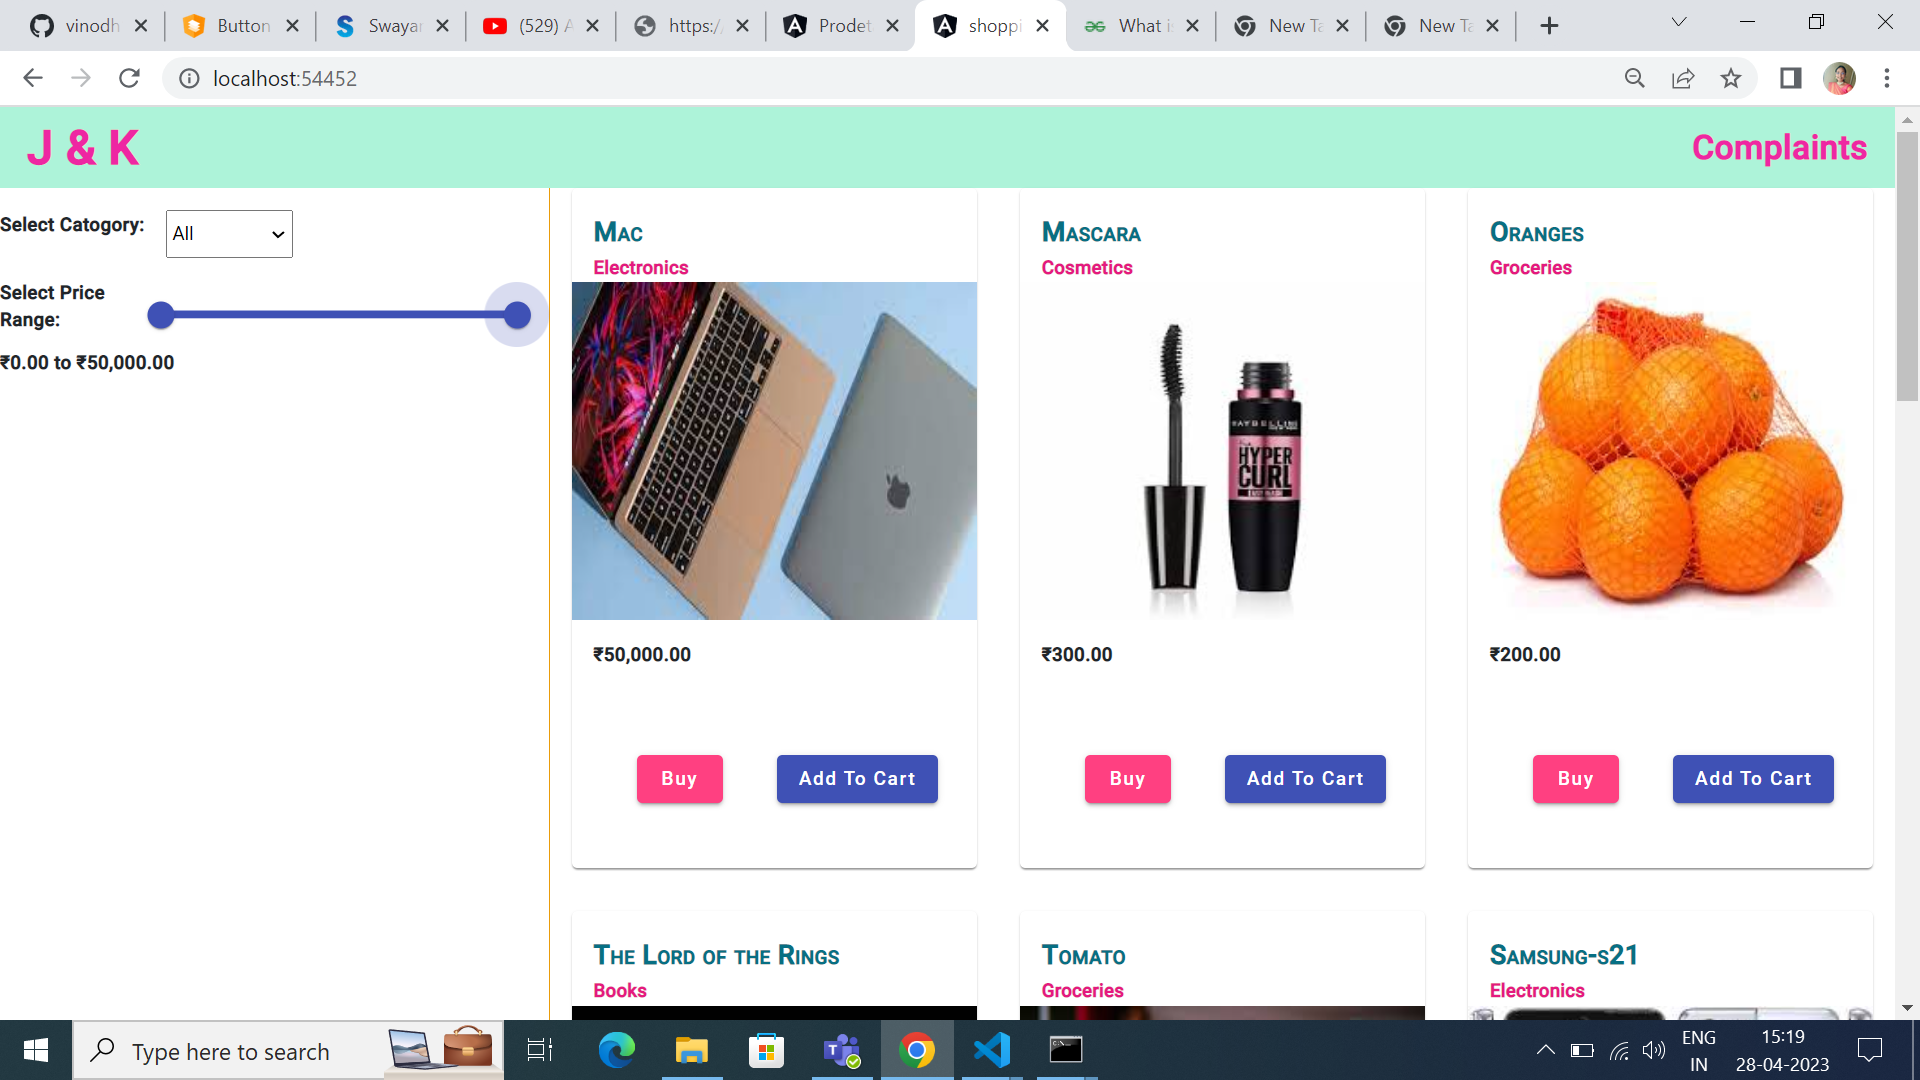 vinodh
Button
Swayar
(529) A
https:/
Prodet
shoppi
What is
New Ta
New Ta
localhost:54452
J & K
Complaints
Select Catogory:
All
Select Price
Range:
₹0.00 to ₹50,000.00
Mac
Electronics
₹50,000.00
Buy
Add To Cart
Mascara
Cosmetics
MAYBELLINE
HYPER
CURL
₹300.00
Buy
Add To Cart
Oranges
Groceries
₹200.00
Buy
Add To Cart
The Lord of the Rings
Books
Tomato
Groceries
Samsung-s21
Electronics
Type here to search
ENG
IN
15:19
28-04-2023